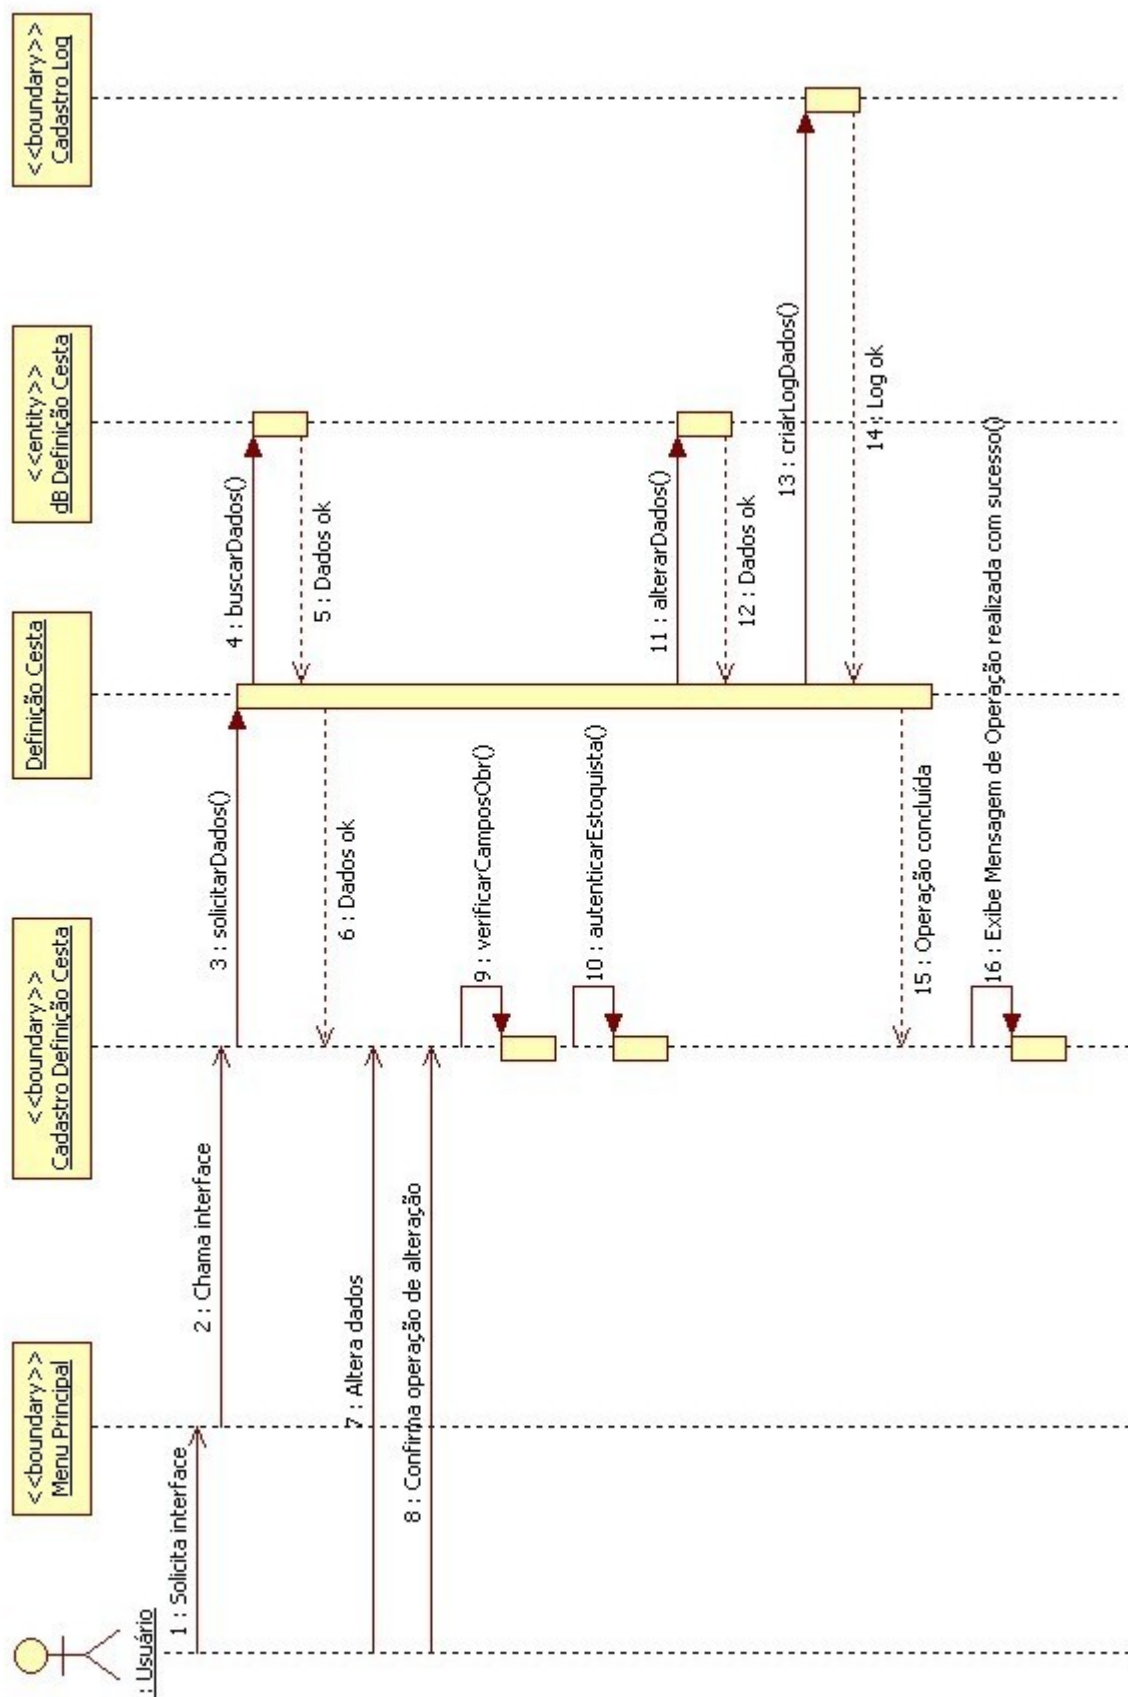 : Usuário
<<boundary>>
Menu Principal
<<boundary>>
Cadastro Definição Cesta
Definição Cesta
<<entity>>
dB Definição Cesta
<<boundary>>
Cadastro Log
1 : Solicita interface
2 : Chama interface
3 : solicitarDados()
4 : buscarDados()
5 : Dados ok
6 : Dados ok
7 : Altera dados
8 : Confirma operação de alteração
9 : verificarCamposObr()
10 : autenticarEstoquista()
11 : alterarDados()
12 : Dados ok
13 : criarLogDados()
14 : Log ok
15 : Operação concluída
16 : Exibe Mensagem de Operação realizada com sucesso()